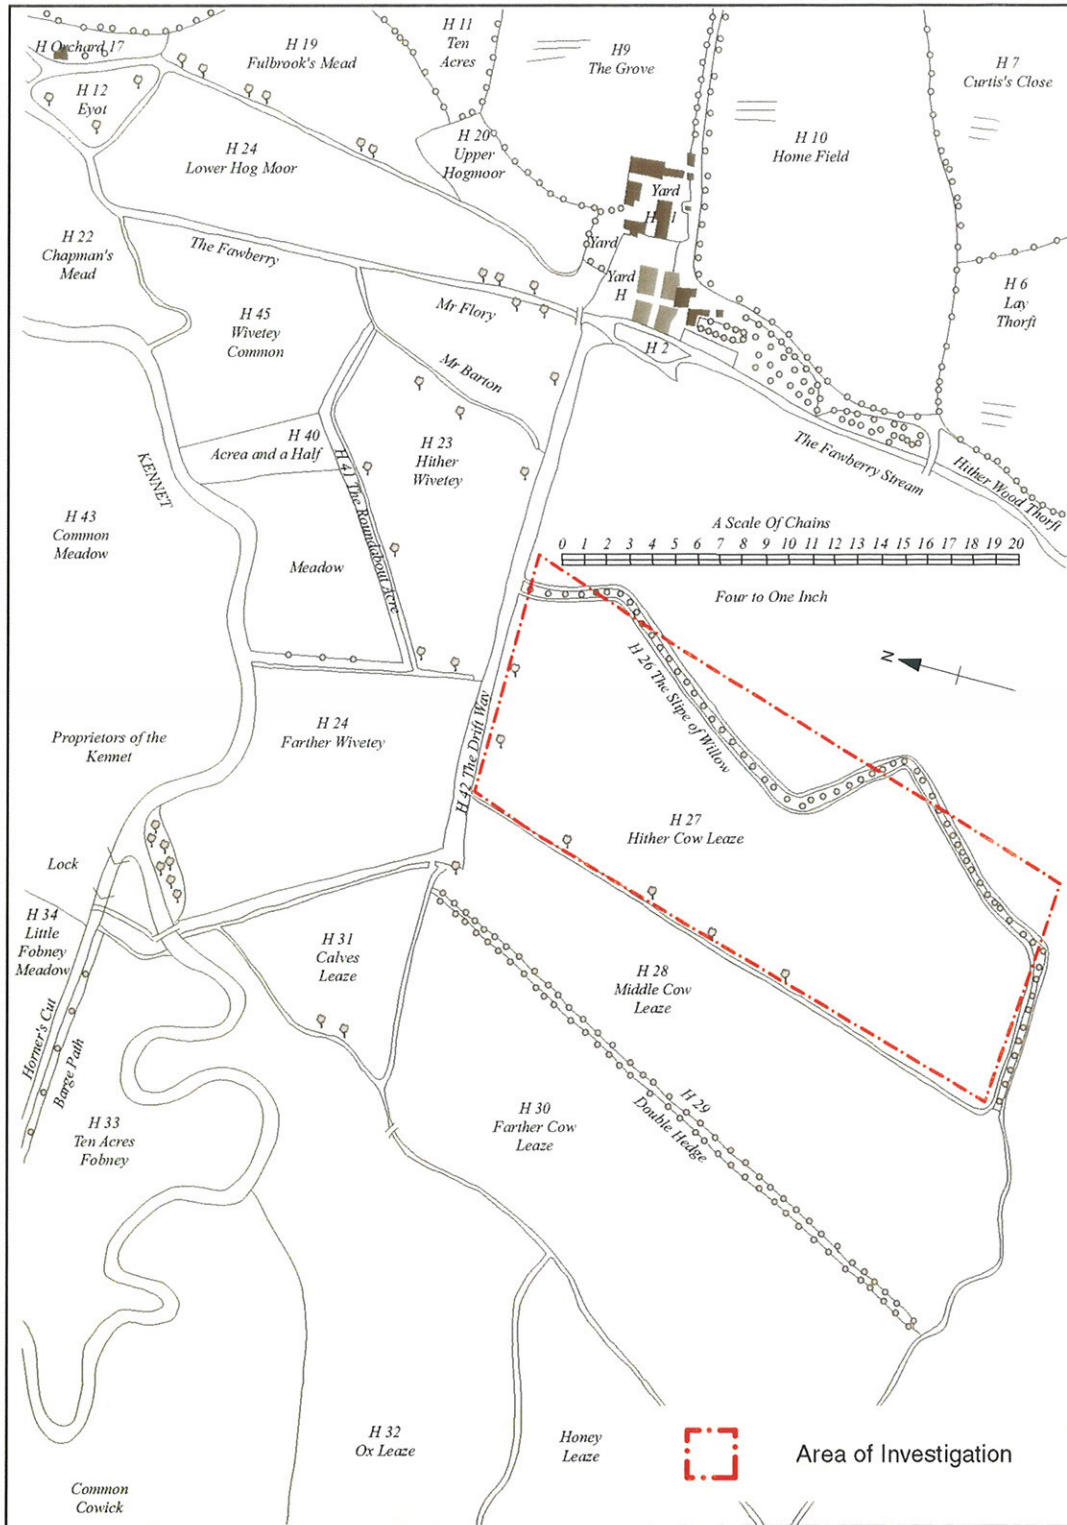 H Orchard 17
H 19
Fulbrook's Mead
H 11
Ten
Acres
H9
The Grove
H 7
Curtis's Close
H 12
Eyot
H 24
Lower Hog Moor
H 20
Upper
Hogmoor
H 10
Home Field
Yard
H 1
Yard
Yard
H
H 22
Chapman's
Mead
The Fawberry
Mr Flory
H 6
Lay
Thorft
H 45
Wivetey
Common
Mr Barton
H 2
H 40
Acrea and a Half
H 23
Hither
Wivetey
H 41 The Roundabout Acre
The Fawberry Stream
Hither Wood Thorft
KENNET
H 43
Common
Meadow
Meadow
A Scale Of Chains
0 1 2 3 4 5 6 7 8 9 10 11 12 13 14 15 16 17 18 19 20
Four to One Inch
N
H 26 The Slipe of Willow
H 42 The Drift Way
H 24
Farther Wivetey
Proprietors of the
Kennet
H 27
Hither Cow Leaze
Lock
H 34
Little
Fobney
Meadow
H 31
Calves
Leaze
H 28
Middle Cow
Leaze
Horner's Cut
Barge Path
H 33
Ten Acres
Fobney
H 30
Farther Cow
Leaze
H 29
Double Hedge
H 32
Ox Leaze
Honey
Leaze
Area of Investigation
Common
Cowick